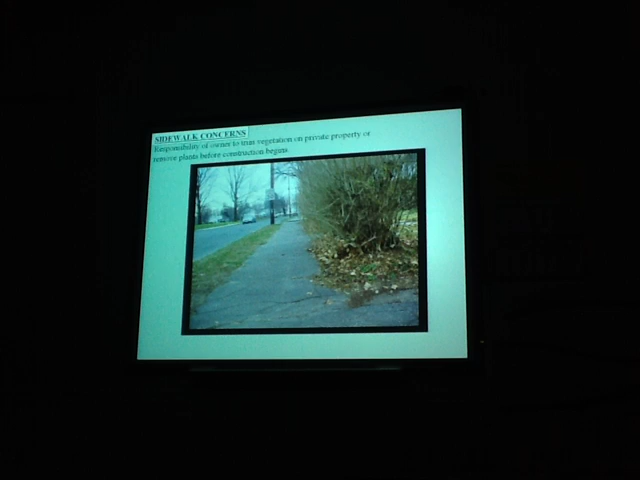 SIDEWALK CONCERNS
Responsibility of owner to trim vegetation on private property or
remove plants before construction begins.